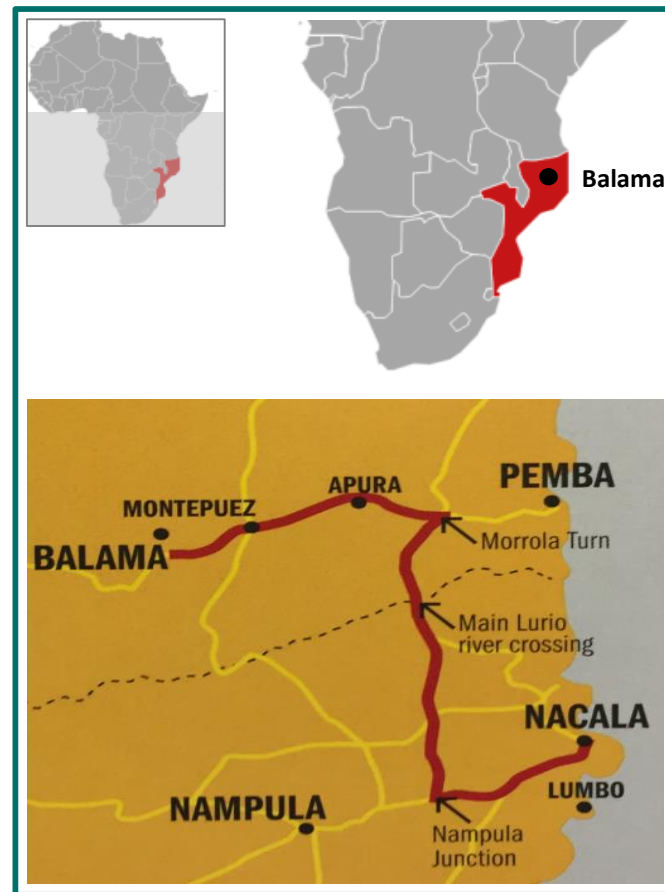 Balama
PEMBA
APURA
MONTEPUEZ
BALAMA
Morrola Turn
Main Lurio
river crossing
NACALA
LUMBO
NAMPULA
Nampula
Junction